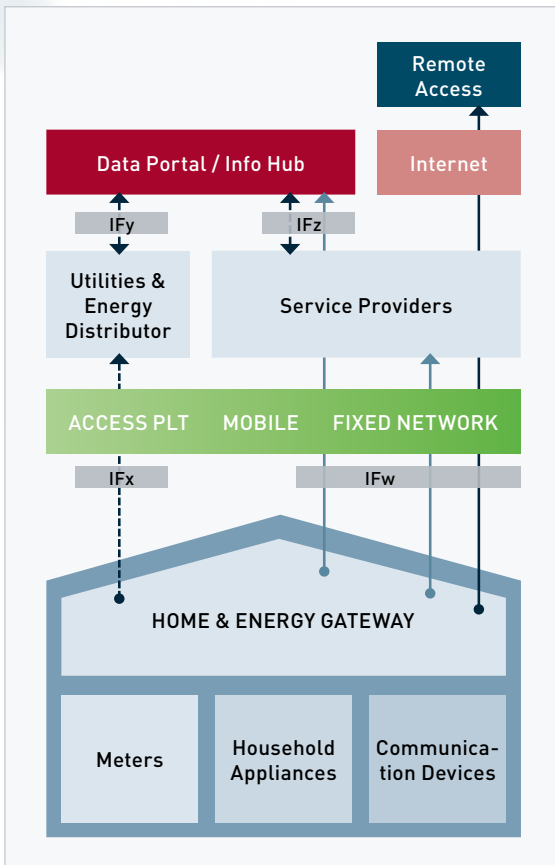 Remote
Access
Data Portal / Info Hub
Internet
IFy
IFz
Utilities &
Energy
Distributor
Service Providers
ACCESS PLT MOBILE FIXED NETWORK
IFx
IFw
HOME & ENERGY GATEWAY
Meters
Household
Appliances
Communica-
tion Devices